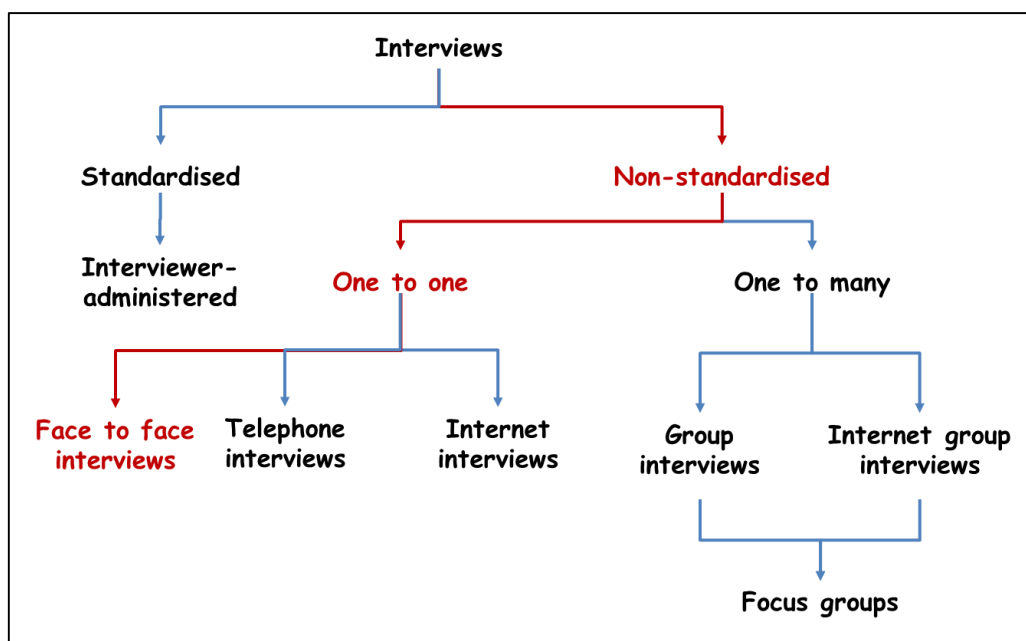 Interviews
Standardised
Non-standardised
Interviewer-
administered
One to one
One to many
Face to face
interviews
Telephone
interviews
Internet
interviews
Group
interviews
Internet group
interviews
Focus groups